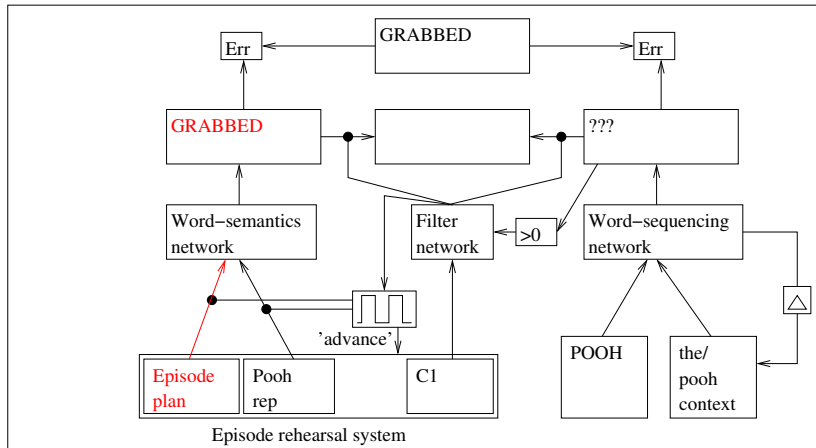 GRABBED
Err
Err
GRABBED
???
Word-semantics
network
Filter
network
>0
Word-sequencing
network
'advance'
△
Episode
plan
Pooh
rep
C1
POOH
the/
pooh
context
Episode rehearsal system